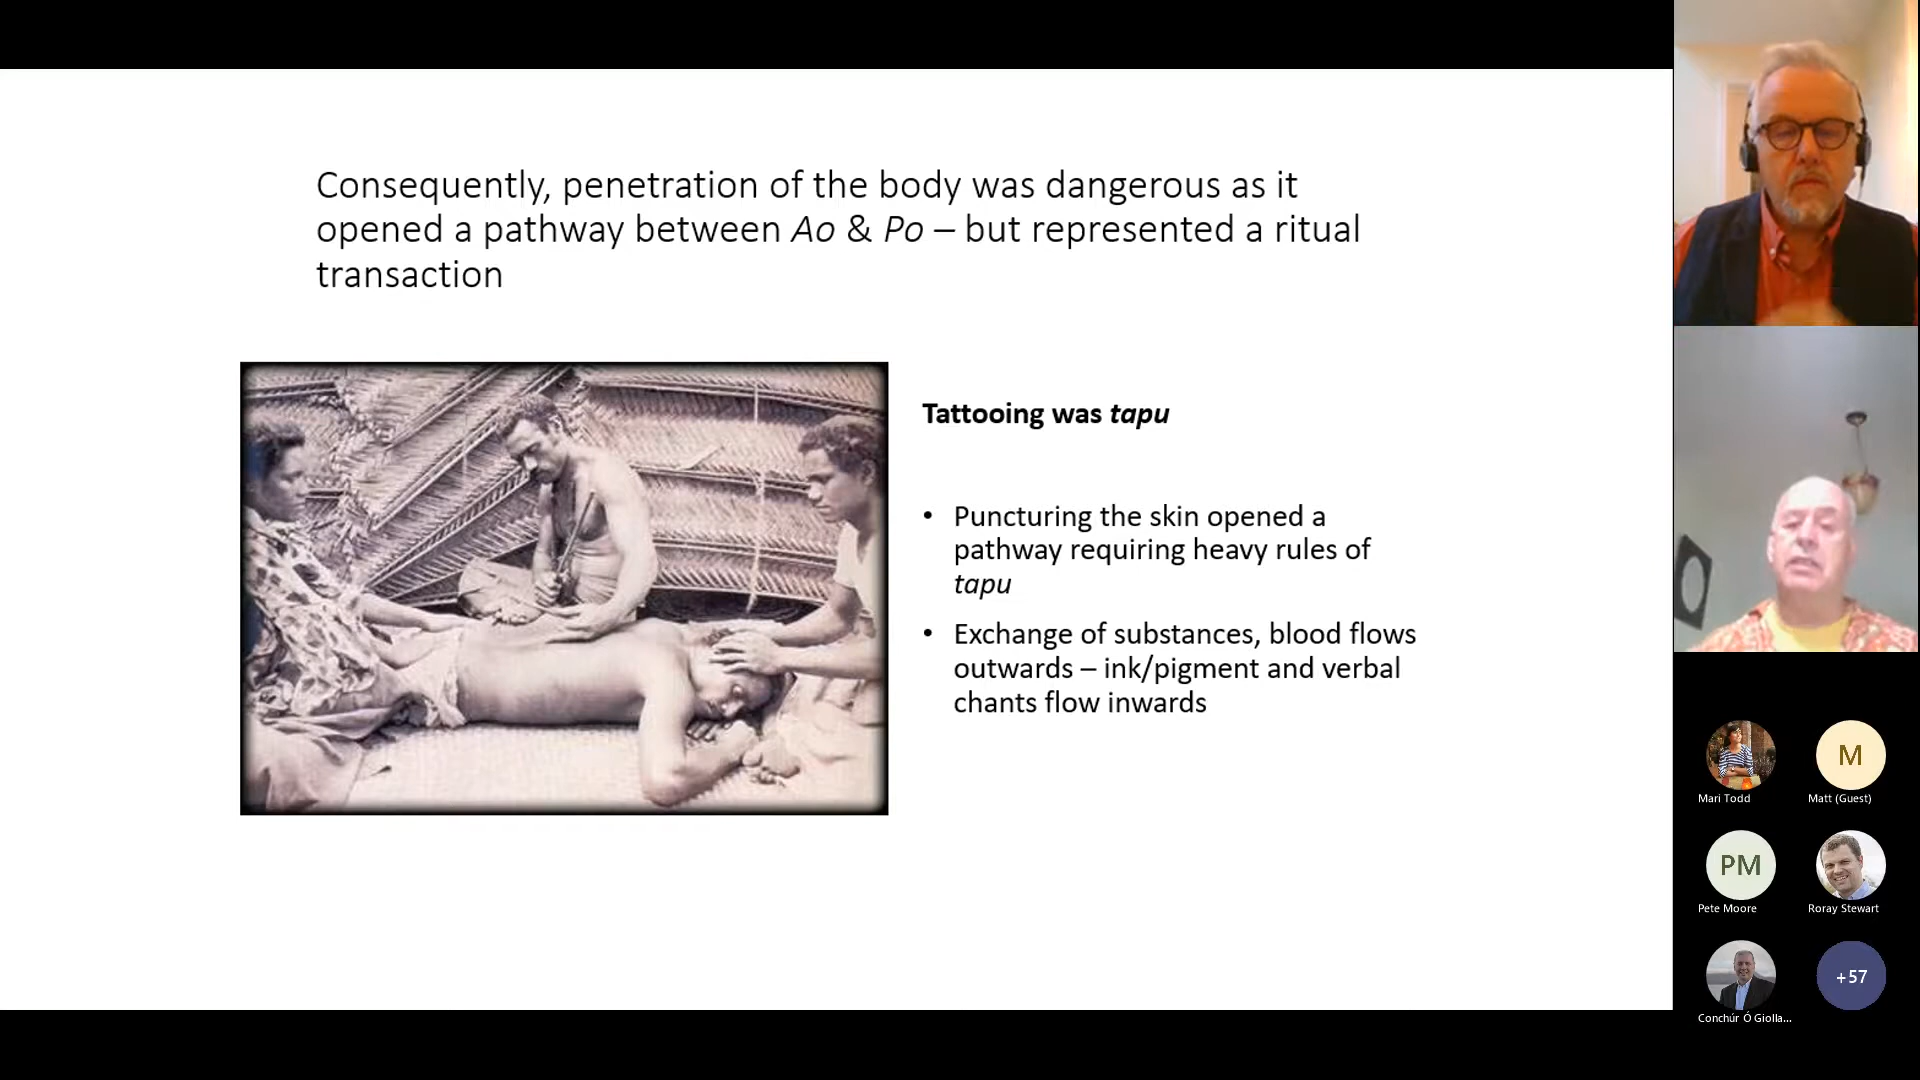 Consequently, penetration of the body was dangerous as it
opened a pathway between Ao & Po – but represented a ritual
transaction
Tattooing was tapu
• Puncturing the skin opened a
pathway requiring heavy rules of
tapu
• Exchange of substances, blood flows
outwards – ink/pigment and verbal
chants flow inwards
M
Mari Todd
Matt (Guest)
PM
Pete Moore
Roray Stewart
+57
Conchúr Ó Giolla...